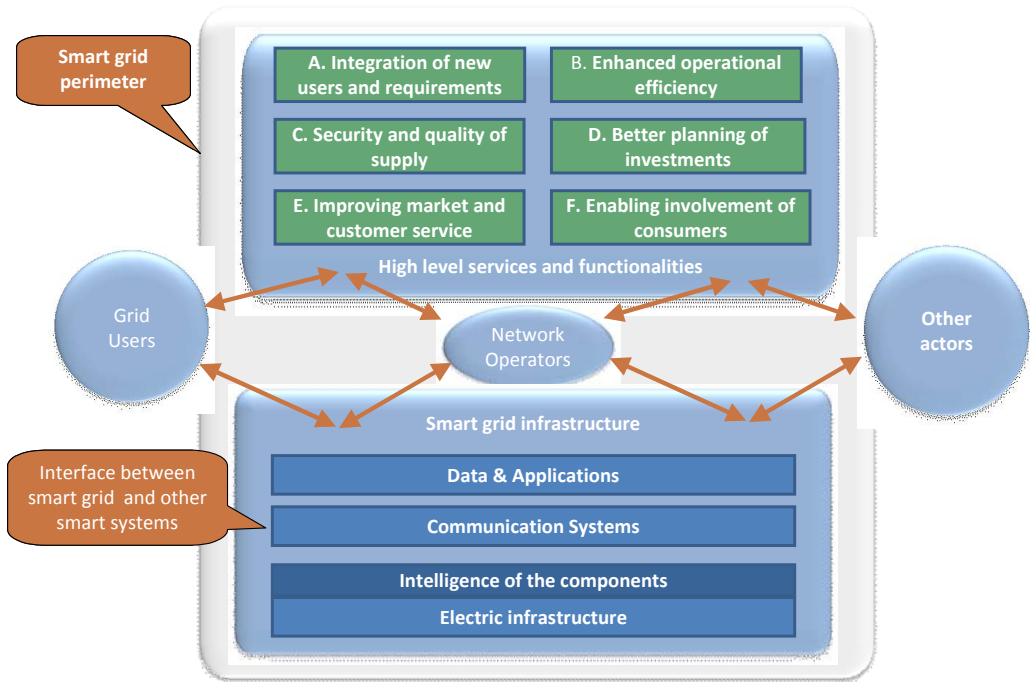 Smart grid
perimeter
A. Integration of new
users and requirements
B. Enhanced operational
efficiency
C. Security and quality of
supply
D. Better planning of
investments
E. Improving market and
customer service
F. Enabling involvement of
consumers
High level services and functionalities
Grid
Users
Network
Operators
Other
actors
Smart grid infrastructure
Interface between
smart grid and other
smart systems
Data & Applications
Communication Systems
Intelligence of the components
Electric infrastructure